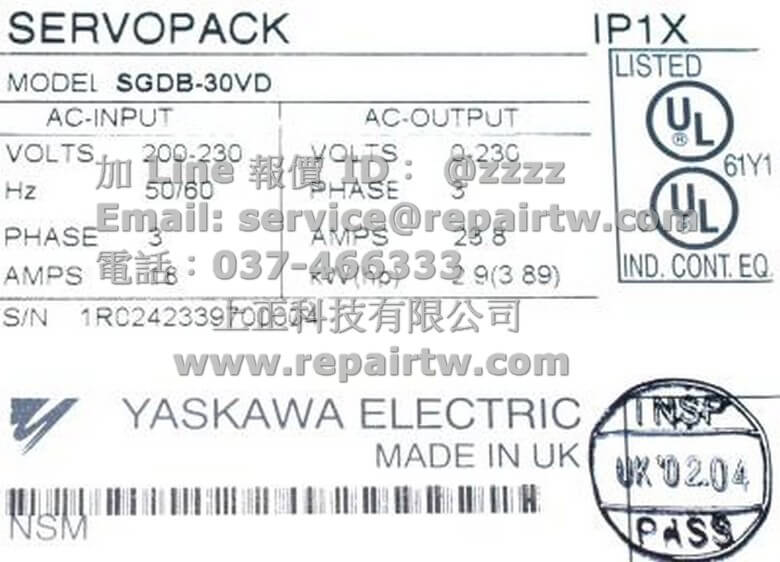 SERVOPACK IP1X
MODEL SGDB-30VD
LISTED
AC-INPUT AC-OUTPUT
VOLTS 200-230 VOLTS 0-230
UL ® 61Y1
加 Line 報價 ID： @zzzz
Hz 50/60 PHASE 3
Email: service@repairtw.com
UL
PHASE 3 AMPS
電話：037-466333
AMPS kW(hp) 2.9(3.89)
IND. CONT. EQ.
S/N
上正科技有限公司
www.repairtw.com
YASKAWA ELECTRIC
MADE IN UK
INSP
UK '02.04
PASS
NSM